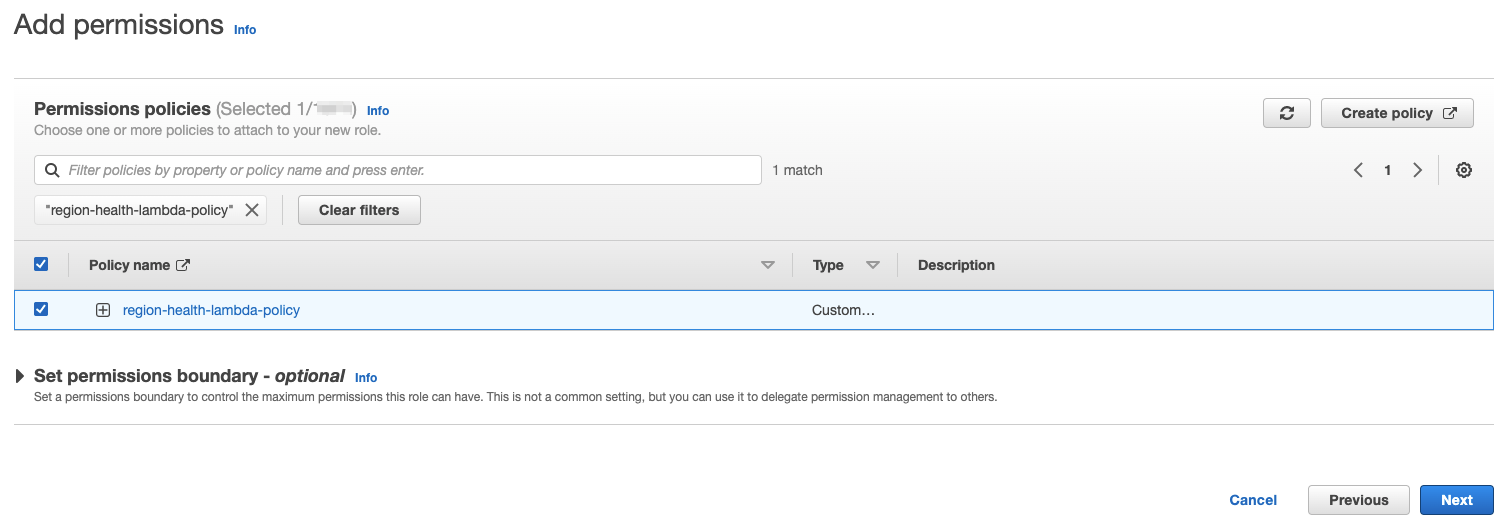 Add permissions Info
Permissions policies (Selected 1/ ) Info
Create policy
Choose one or more policies to attach to your new role.
Filter policies by property or policy name and press enter.
1 match
1
"region-health-lambda-policy"
Clear filters
Policy name
Type
Description
region-health-lambda-policy
Custom...
Set permissions boundary - optional Info
Set a permissions boundary to control the maximum permissions this role can have. This is not a common setting, but you can use it to delegate permission management to others.
Cancel
Previous
Next